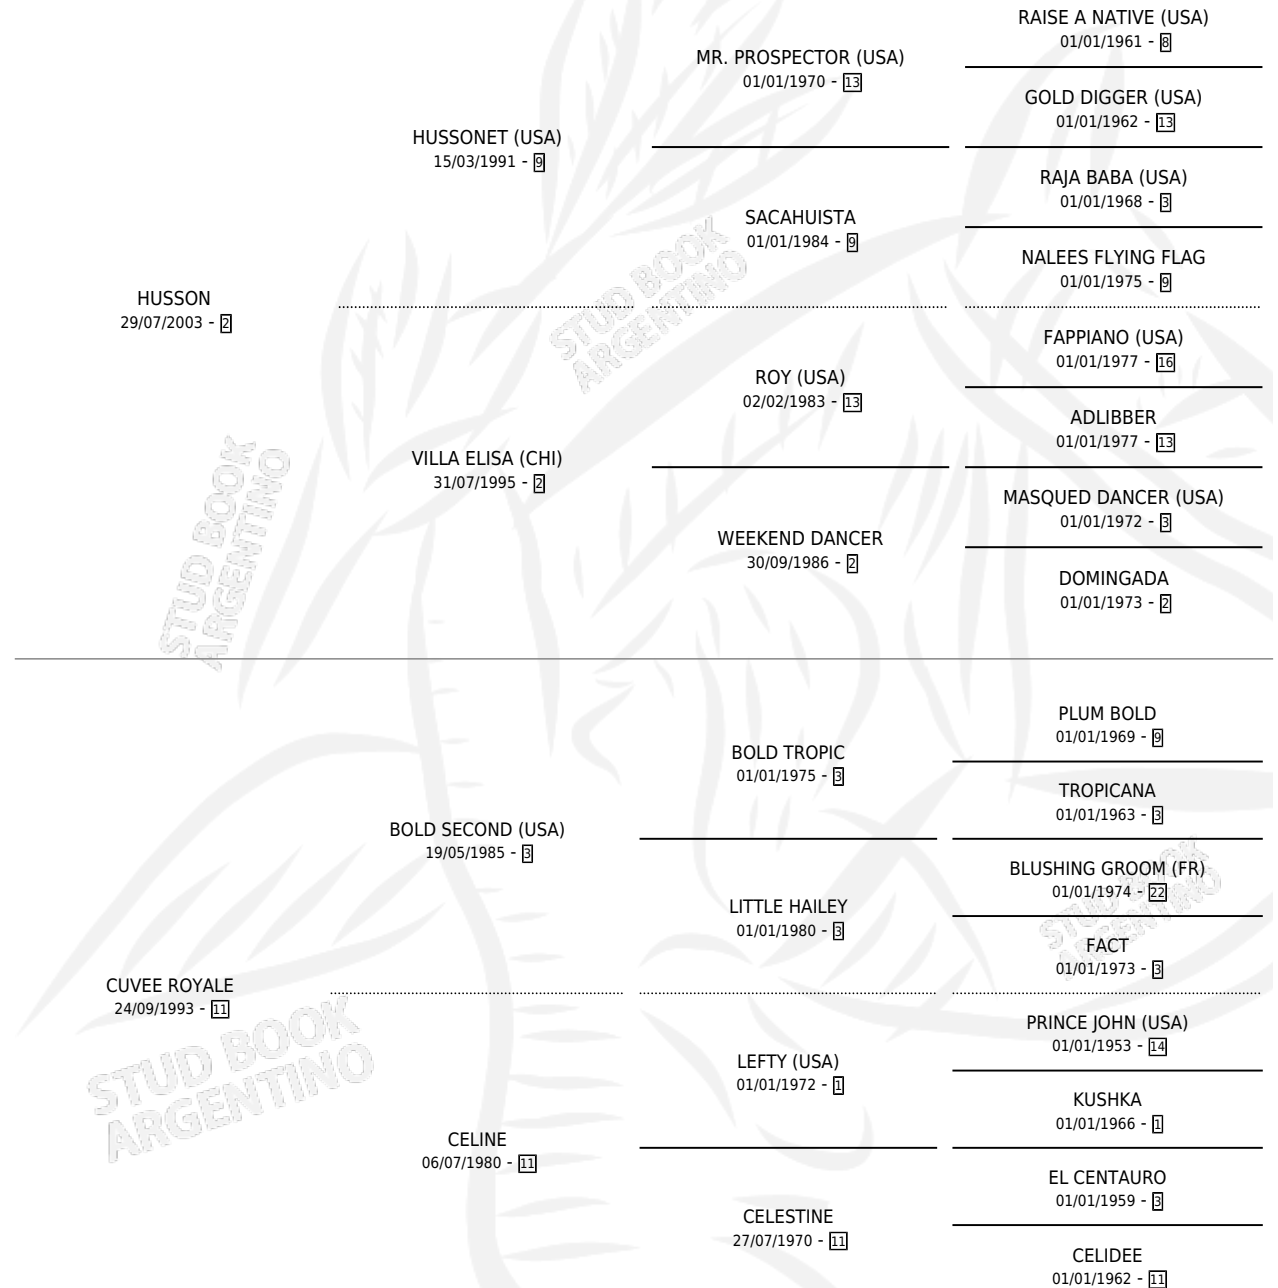 RAISE A NATIVE (USA)
01/01/1961 - 8
MR. PROSPECTOR (USA)
01/01/1970 - 13
GOLD DIGGER (USA)
01/01/1962 - 13
HUSSONET (USA)
15/03/1991 - 9
RAJA BABA (USA)
01/01/1968 - 3
SACAHUISTA
01/01/1984 - 9
NALEES FLYING FLAG
01/01/1975 - 9
HUSSON
29/07/2003 - 2
FAPPIANO (USA)
01/01/1977 - 16
ROY (USA)
02/02/1983 - 13
ADLIBBER
01/01/1977 - 13
VILLA ELISA (CHI)
31/07/1995 - 2
MASQUED DANCER (USA)
01/01/1972 - 3
WEEKEND DANCER
30/09/1986 - 2
DOMINGADA
01/01/1973 - 2
PLUM BOLD
01/01/1969 - 9
BOLD TROPIC
01/01/1975 - 3
TROPICANA
01/01/1963 - 3
BOLD SECOND (USA)
19/05/1985 - 3
BLUSHING GROOM (FR)
01/01/1974 - 22
LITTLE HAILEY
01/01/1980 - 3
FACT
01/01/1973 - 3
CUVEE ROYALE
24/09/1993 - 11
PRINCE JOHN (USA)
01/01/1953 - 14
LEFTY (USA)
01/01/1972 - 1
KUSHKA
01/01/1966 - 1
CELINE
06/07/1980 - 11
EL CENTAURO
01/01/1959 - 3
CELESTINE
27/07/1970 - 11
CELIDEE
01/01/1962 - 11
STUD BOOK
ARGENTINO
STUD BOOK
ARGENTINO
STUD BOOK
ARGENTINO
STUD BOOK
ARGENTINO